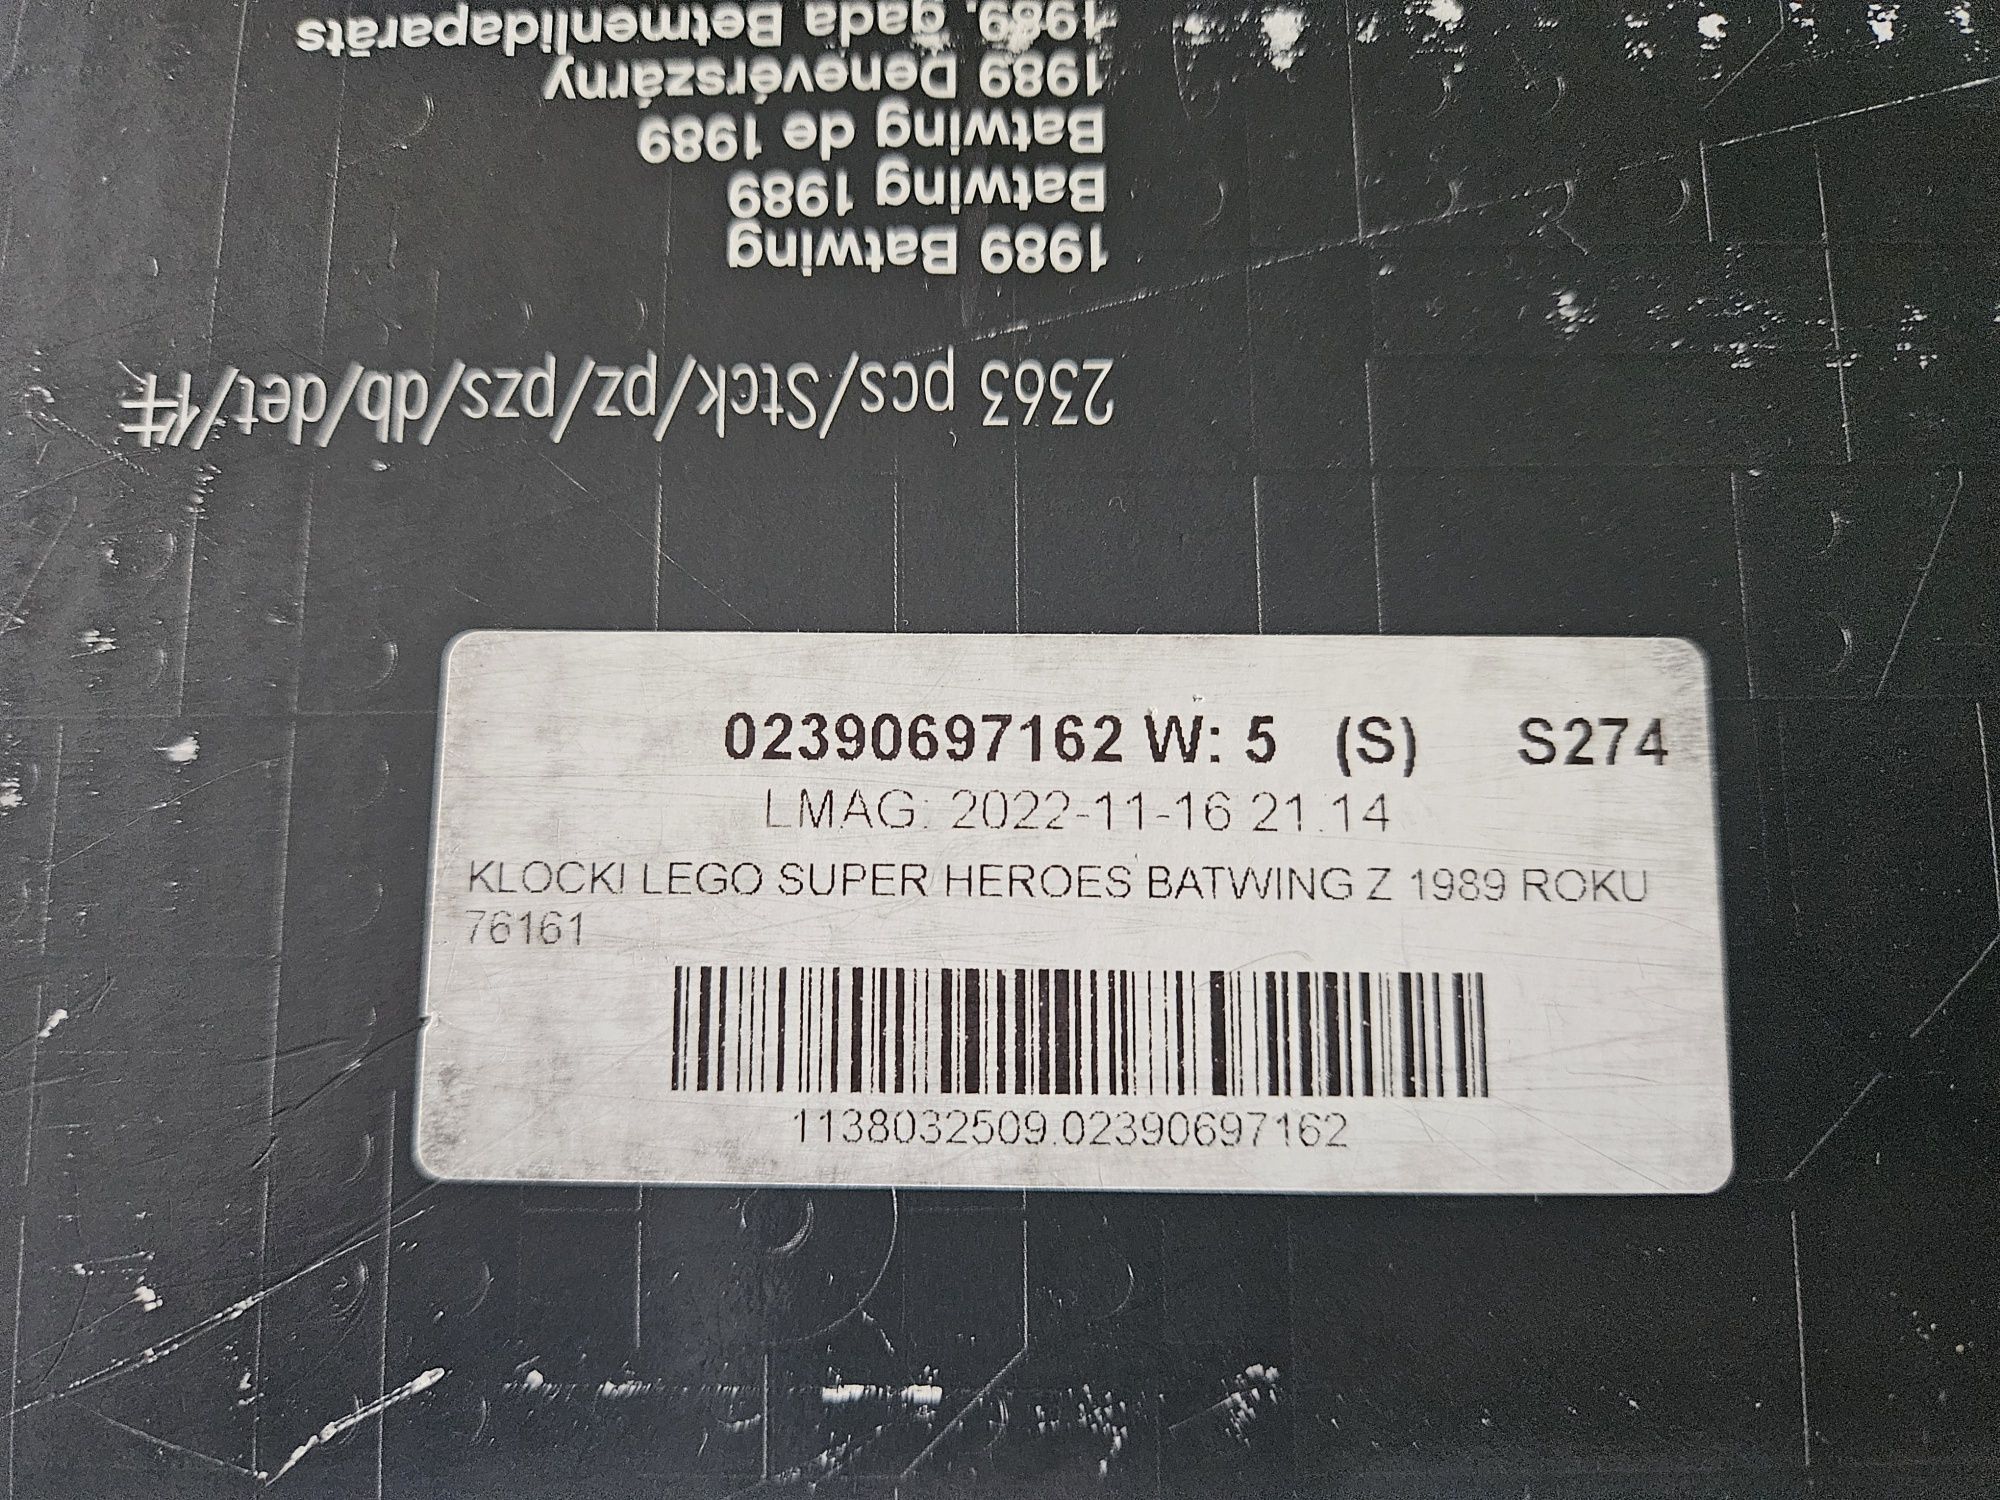 1989. gada Betmenlidaparāts
1989 Denevérszárny
Batwing de 1989
Batwing 1989
1989 Batwing
2363 pcs/Stck/pz/pzs/db/det/件
02390697162 W: 5 (S) S274
LMAG: 2022-11-16 21:14
KLOCKI LEGO SUPER HEROES BATWING Z 1989 ROKU
76161
1138032509.02390697162